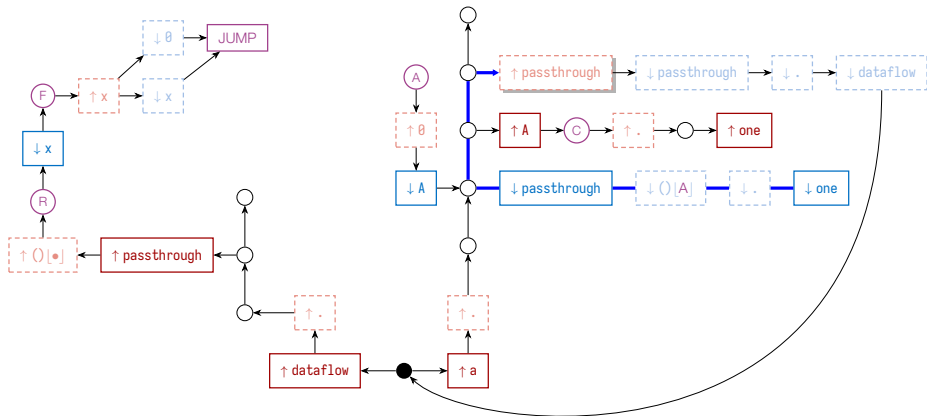 ↓0
JUMP
F
↑x
↓x
↓x
R
↑()[•]
↑passthrough
↑.
↑dataflow
A
↑0
↓A
↑passthrough
↓passthrough
↓.
↓dataflow
↑A
C
↑.
↑one
↓passthrough
↓()[A]
↓.
↓one
↑.
↑a